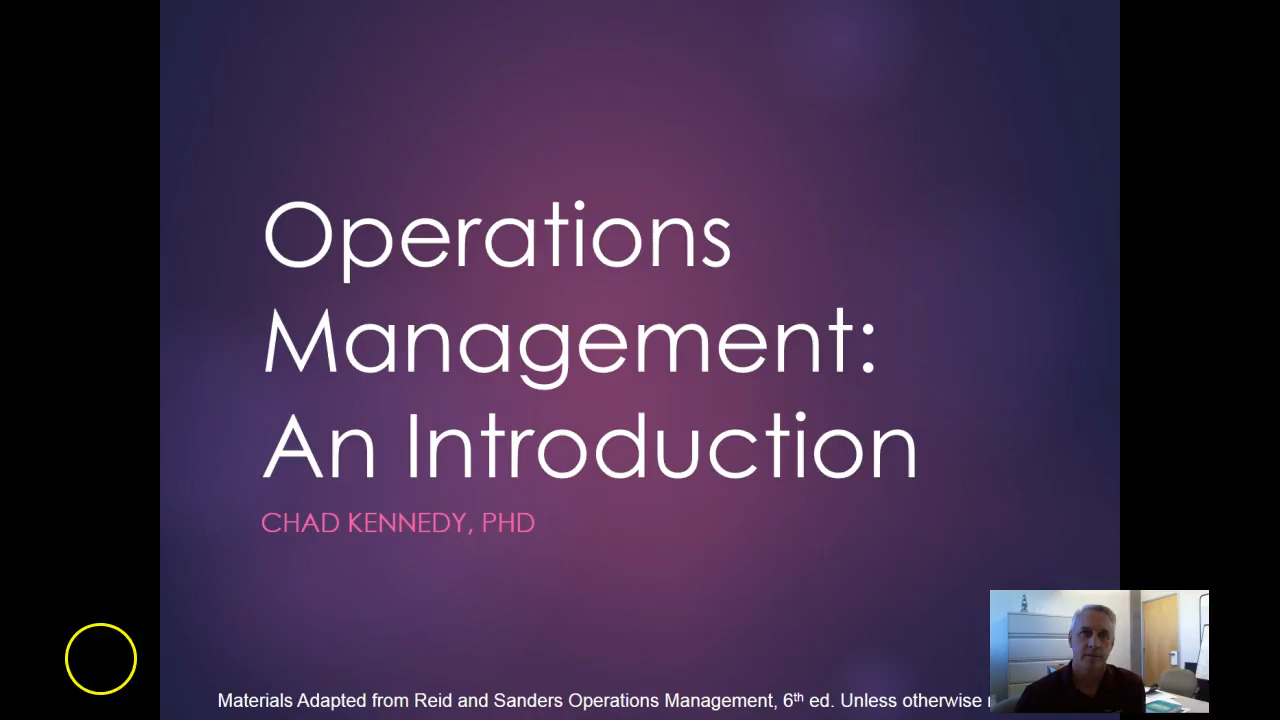 Operations
Management:
An Introduction
CHAD KENNEDY, PHD
Materials Adapted from Reid and Sanders Operations Management, 6th ed. Unless otherwise